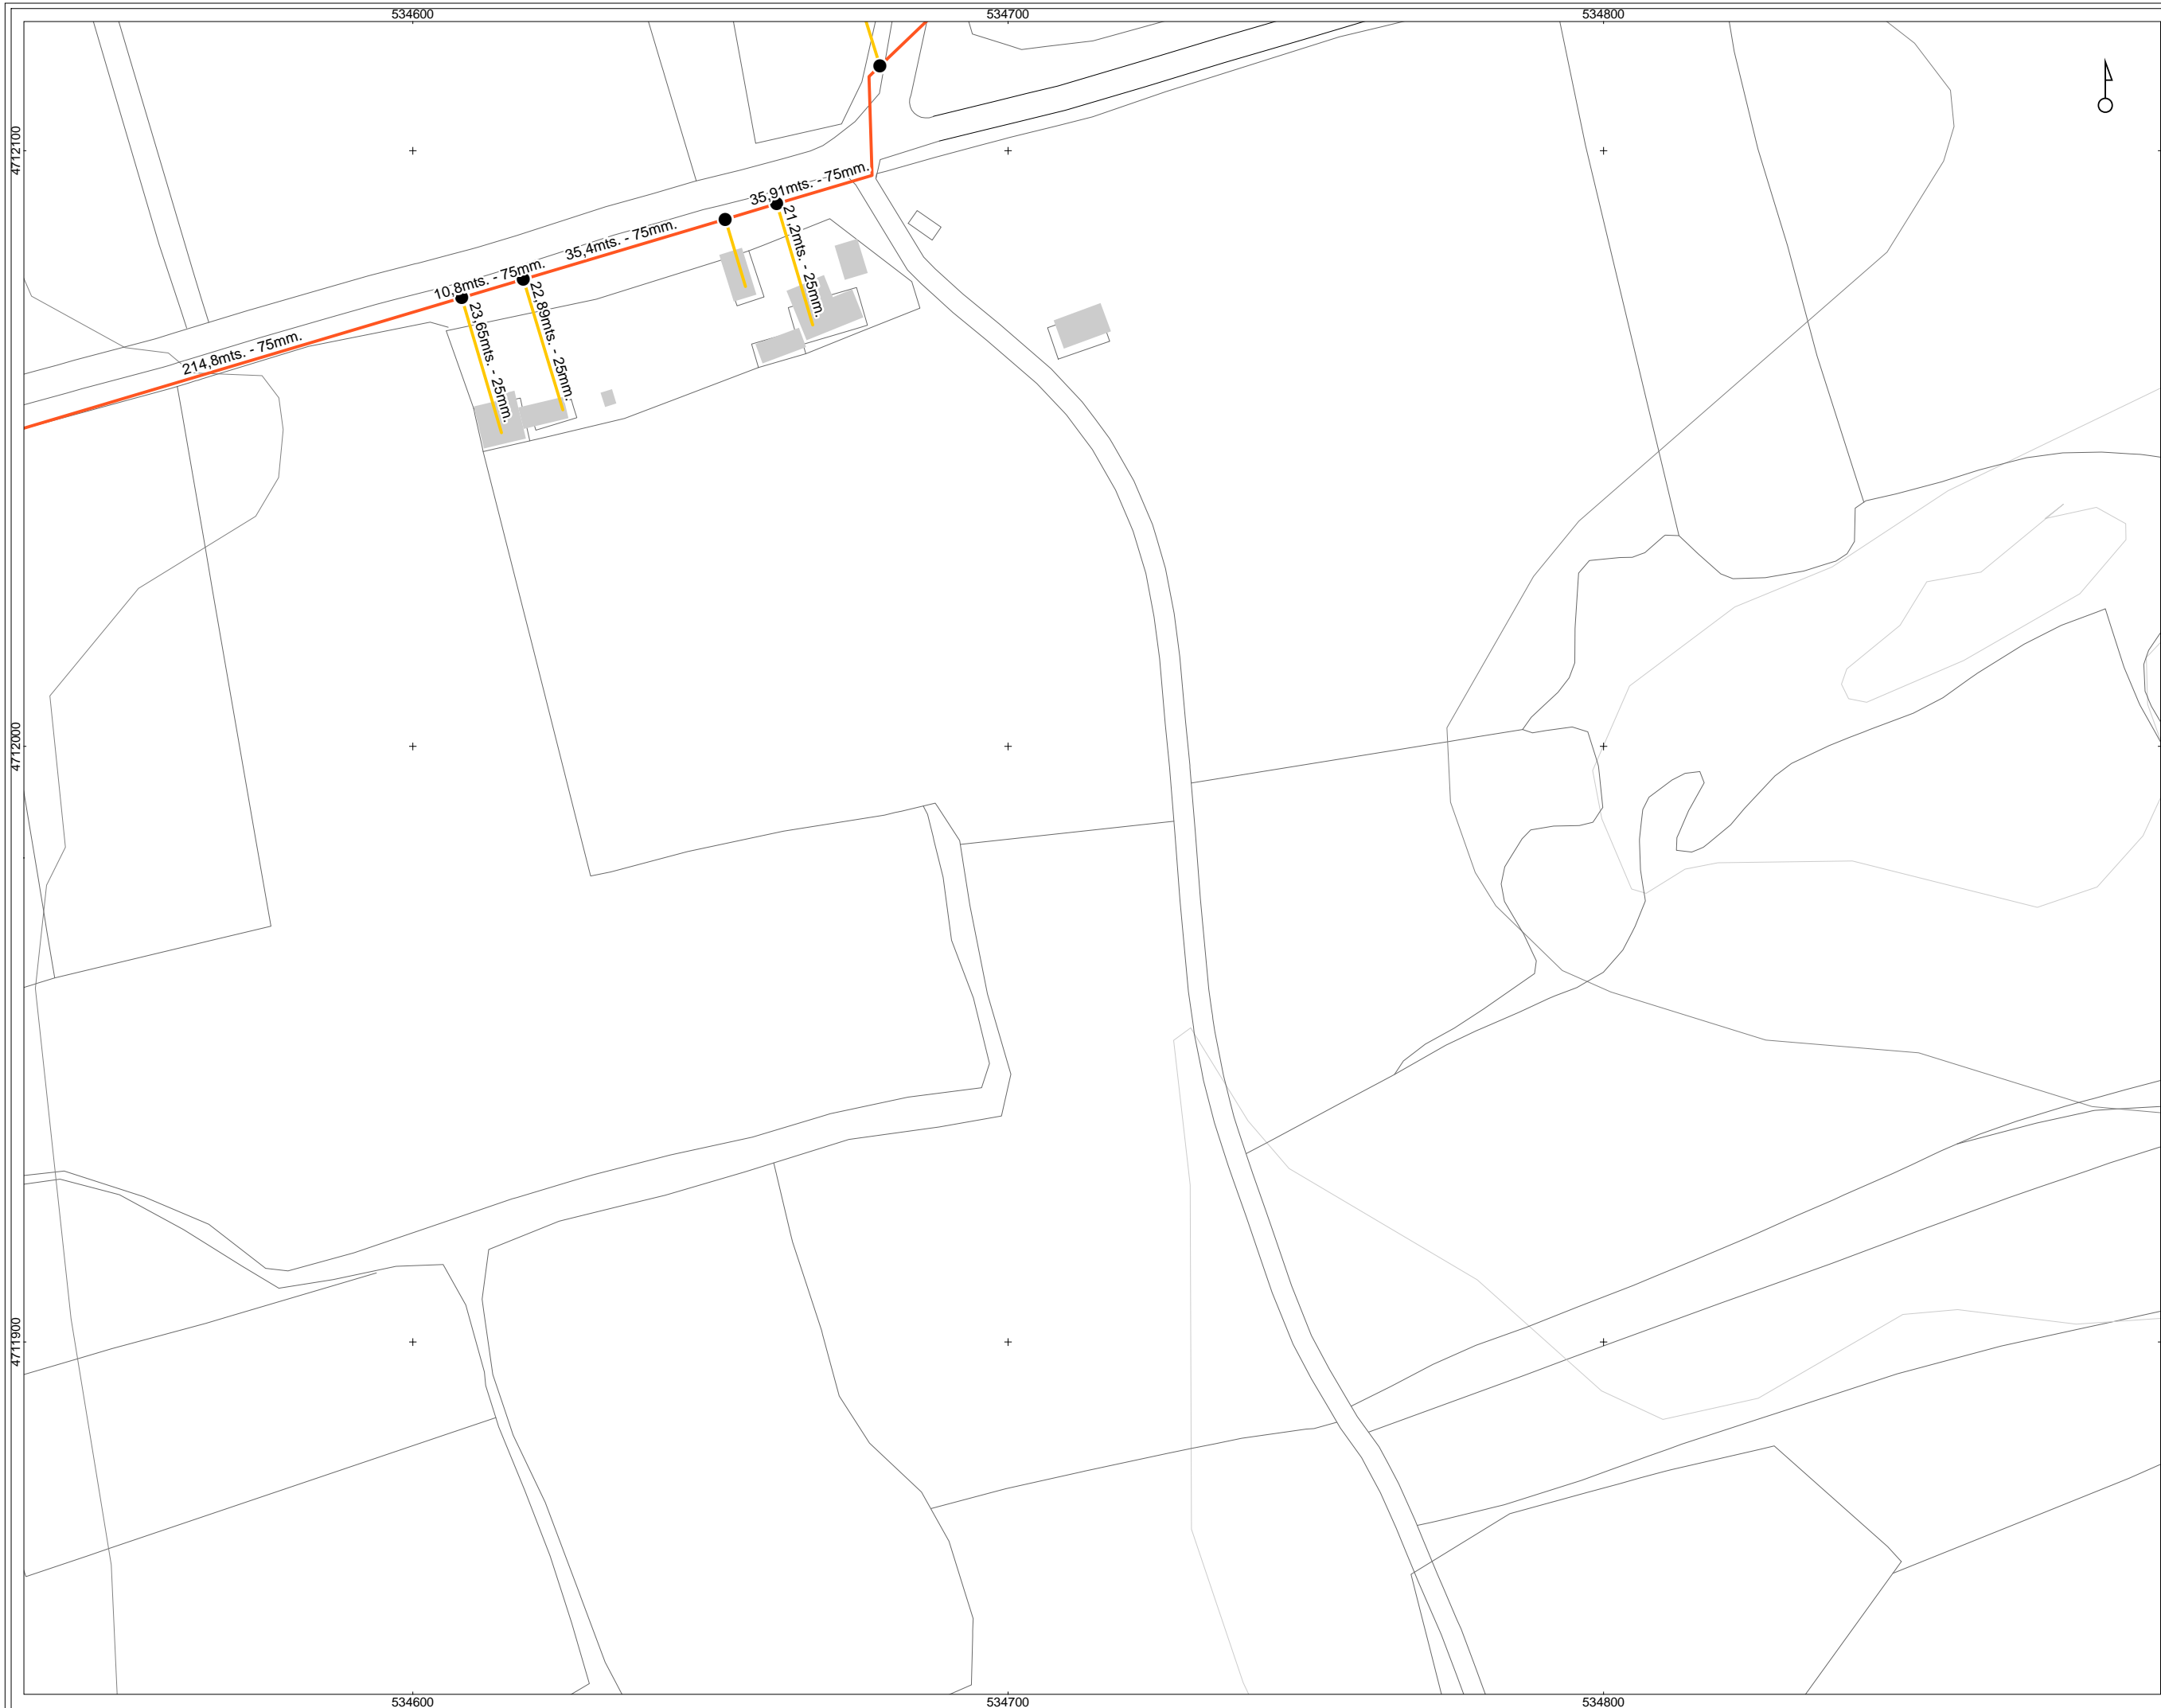 534600
534700
534800
4712100
35,91mts. - 75mm.
21,2mts. - 25mm.
35,4mts. - 75mm.
10,8mts. - 75mm.
22,89mts. - 25mm.
23,65mts. - 25mm.
214,8mts. - 75mm.
4712000
4711900
534600
534700
534800